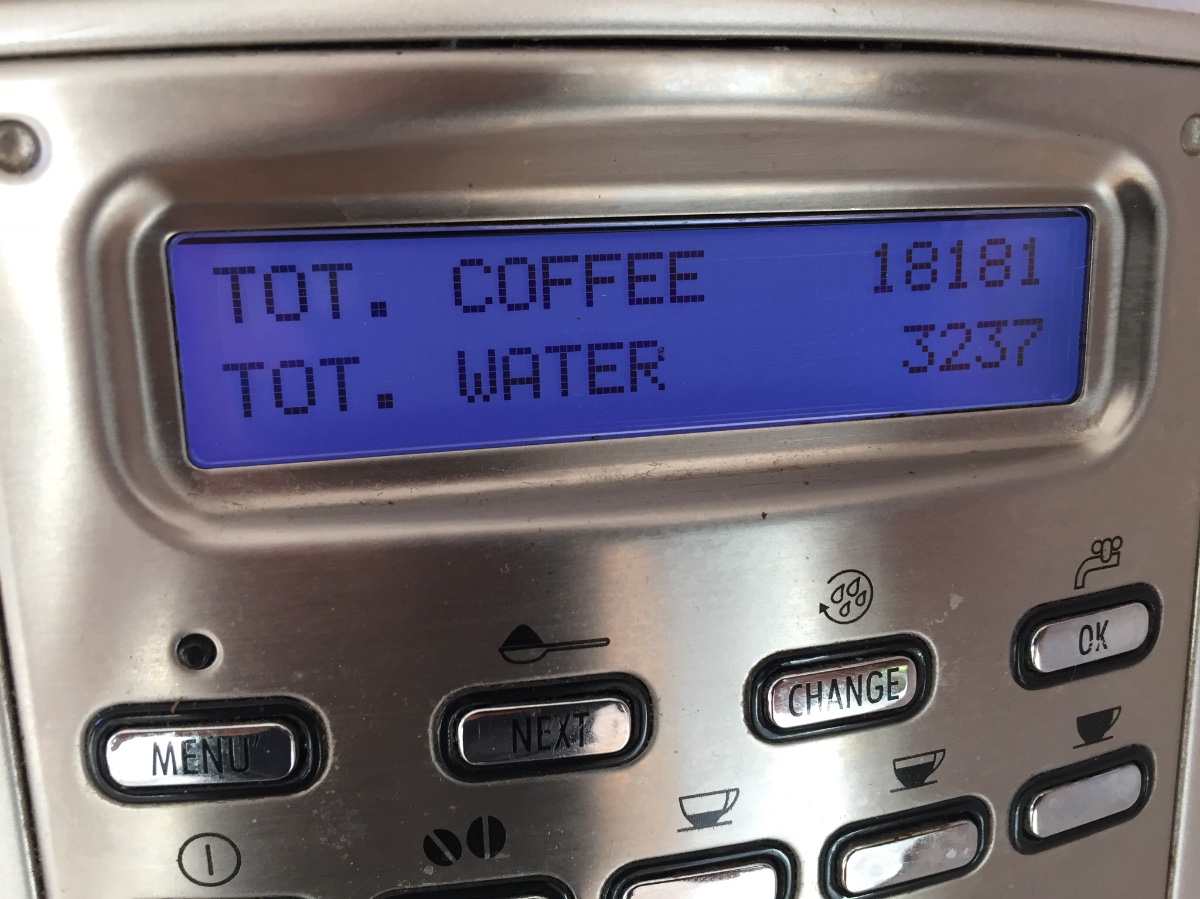 TOT. COFFEE 18181
TOT. WATER 3237
MENU NEXT CHANGE OK